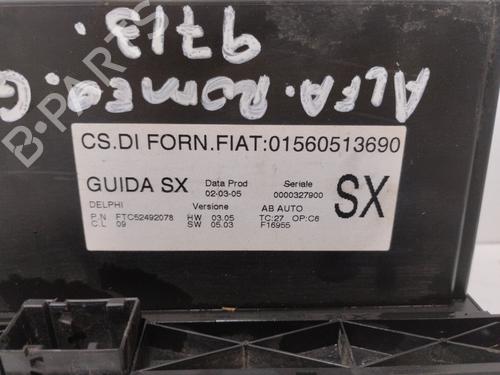 9713.
ALFA.ROMEO G.
B-PARTS
CS.DI FORN.FIAT:01560513690
GUIDA SX Data Prod Seriale SX
02-03-05 0000327900
DELPHI Versione AB AUTO
P.N FTC52492078 HW 03.05 TC:27 OP:C6
C.L 09 SW 05.03 F16955